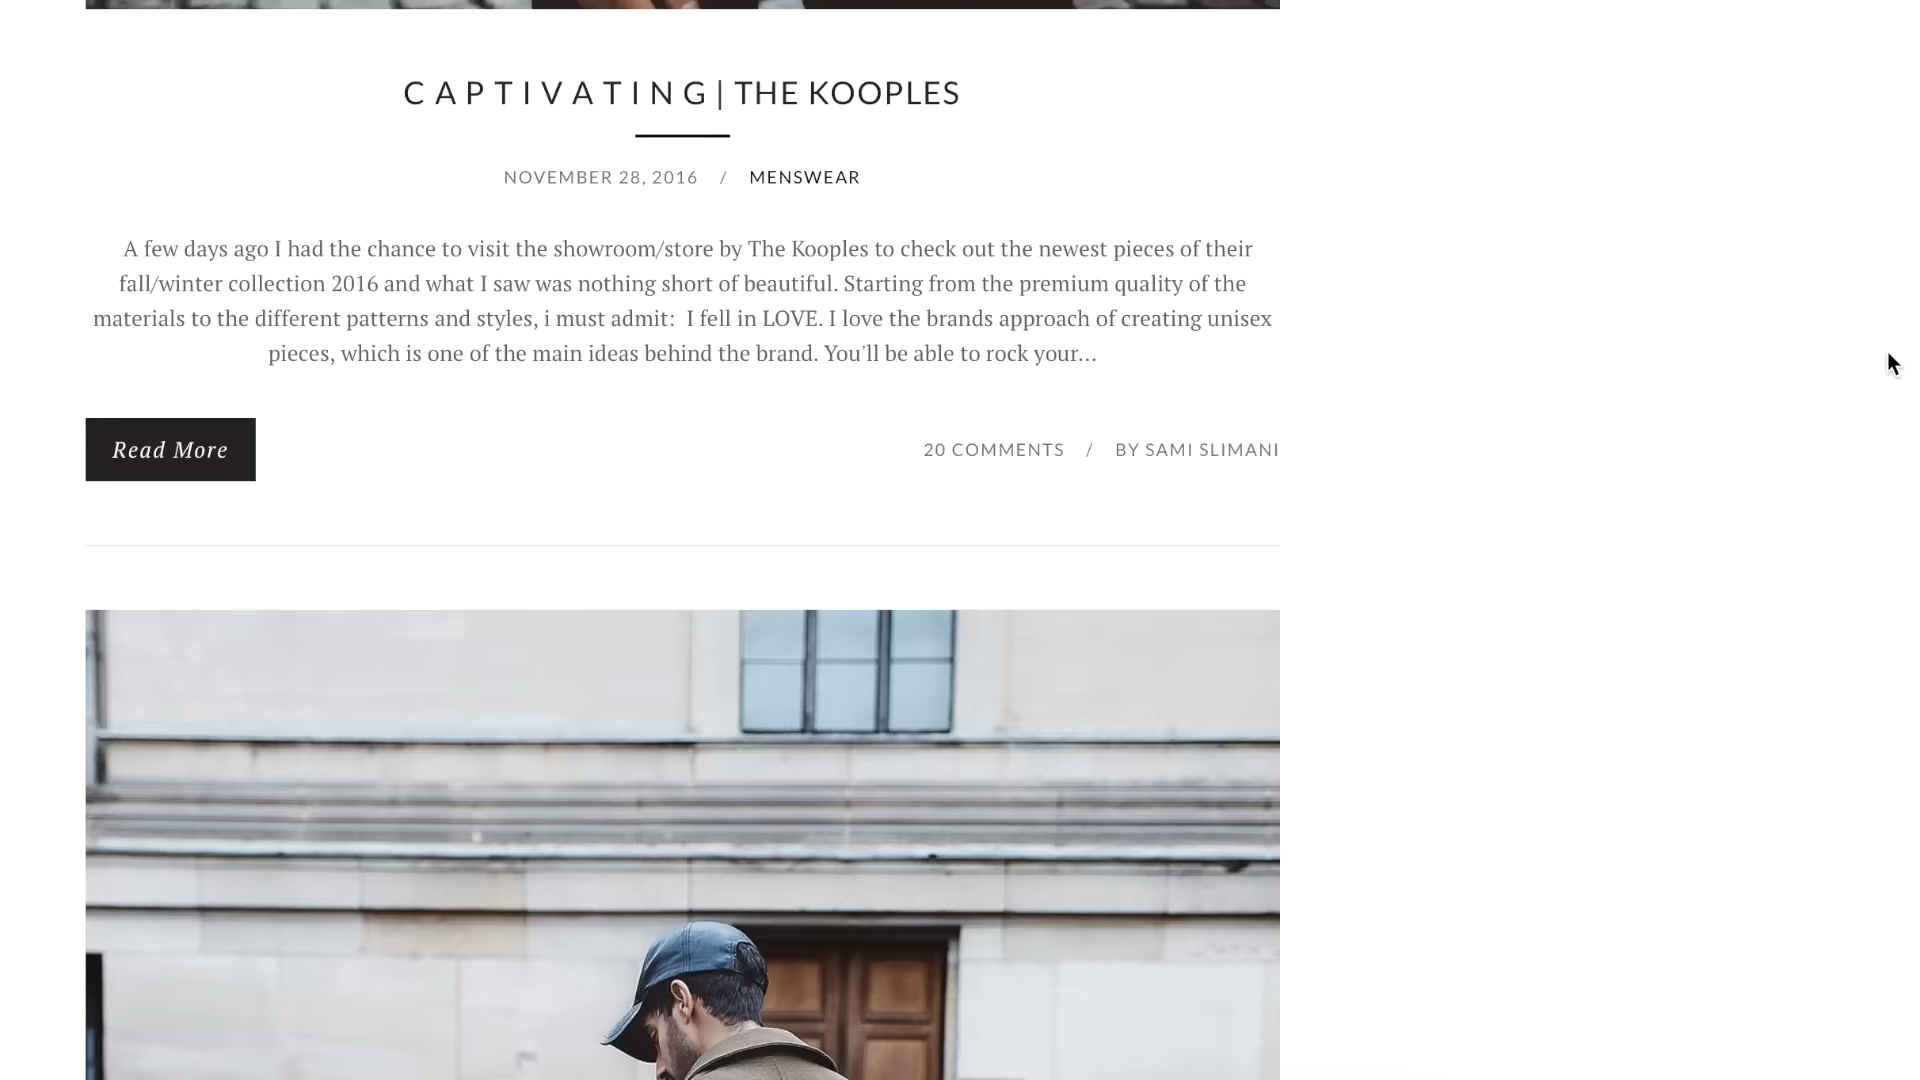 C A P T I V A T I N G | THE KOOPLES
NOVEMBER 28, 2016 / MENSWEAR
A few days ago I had the chance to visit the showroom/store by The Kooples to check out the newest pieces of their
fall/winter collection 2016 and what I saw was nothing short of beautiful. Starting from the premium quality of the
materials to the different patterns and styles, i must admit:  I fell in LOVE. I love the brands approach of creating unisex
pieces, which is one of the main ideas behind the brand. You'll be able to rock your…
Read More
20 COMMENTS / BY SAMI SLIMANI